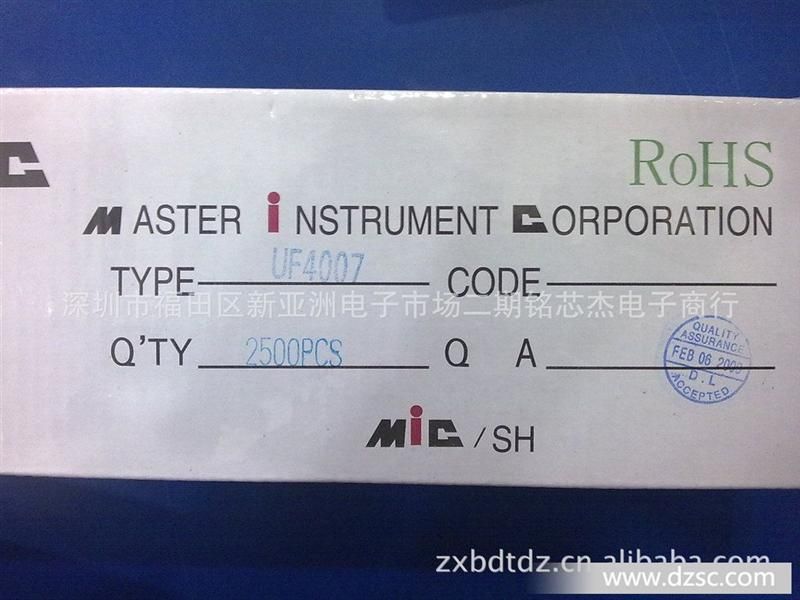 C
RoHS
MASTER iNSTRUMENT CORPORATION
TYPE UF4007 CODE
深圳市福田区新亚洲电子市场二期铭芯杰电子商行
Q'TY 2500PCS Q A
QUALITY
ASSURANCE
FEB 06
D.L
ACCEPTED
MiC / SH
zxbdtdz.cn.alibaba.com
www.dzsc.com